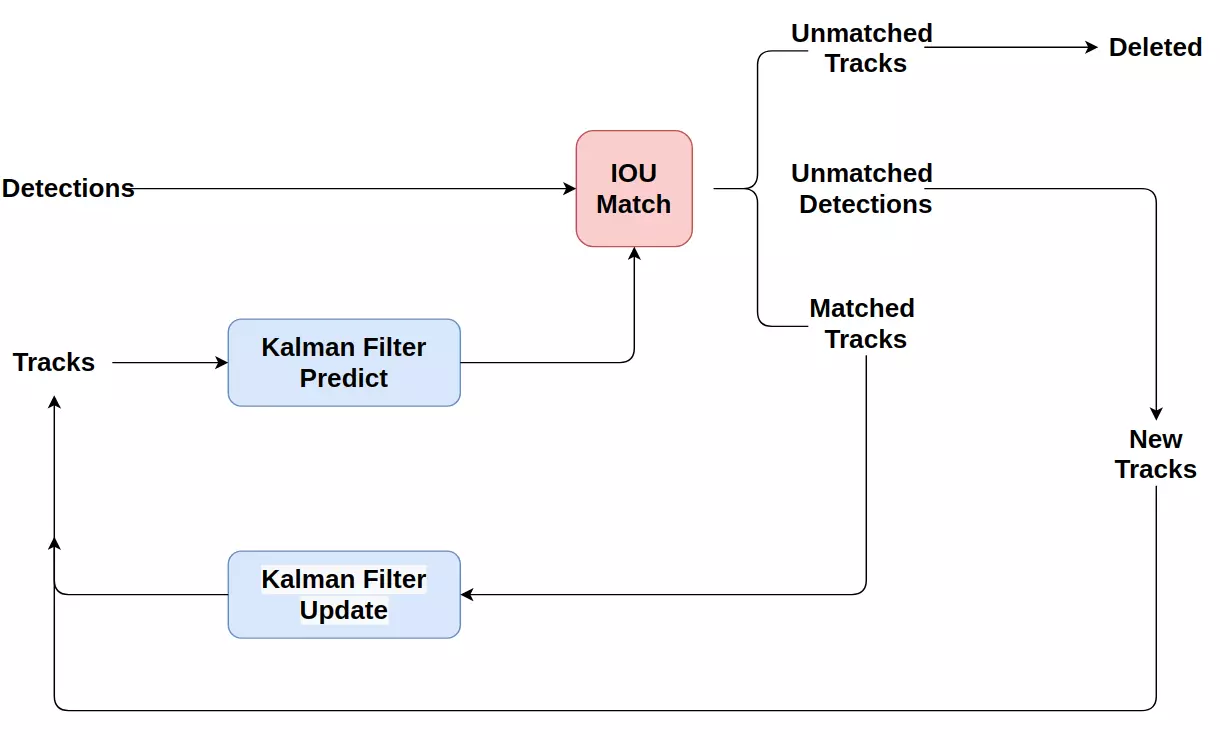 Unmatched
Tracks
Deleted
Detections
IOU
Match
Unmatched
Detections
Matched
Tracks
Tracks
Kalman Filter
Predict
New
Tracks
Kalman Filter
Update